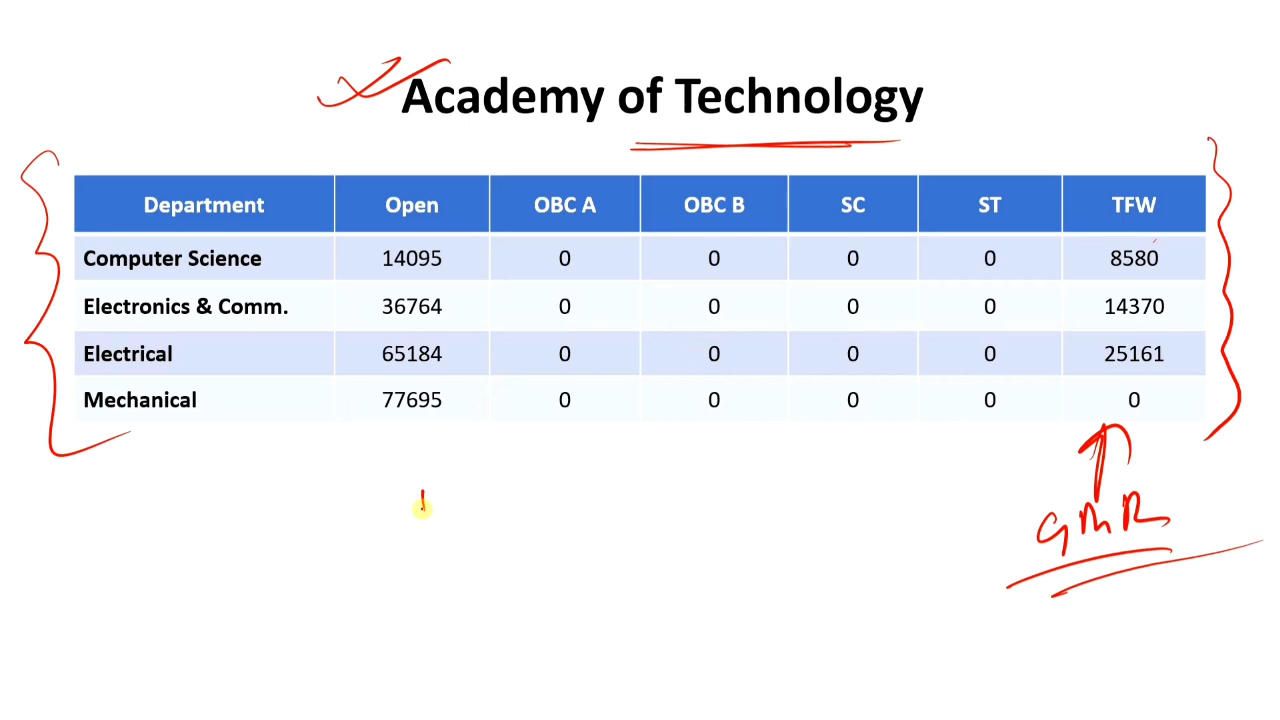 Academy of Technology
Department Open OBC A OBC B SC ST TFW
Computer Science 14095 0 0 0 0 8580
Electronics & Comm. 36764 0 0 0 0 14370
Electrical 65184 0 0 0 0 25161
Mechanical 77695 0 0 0 0 0
GMR